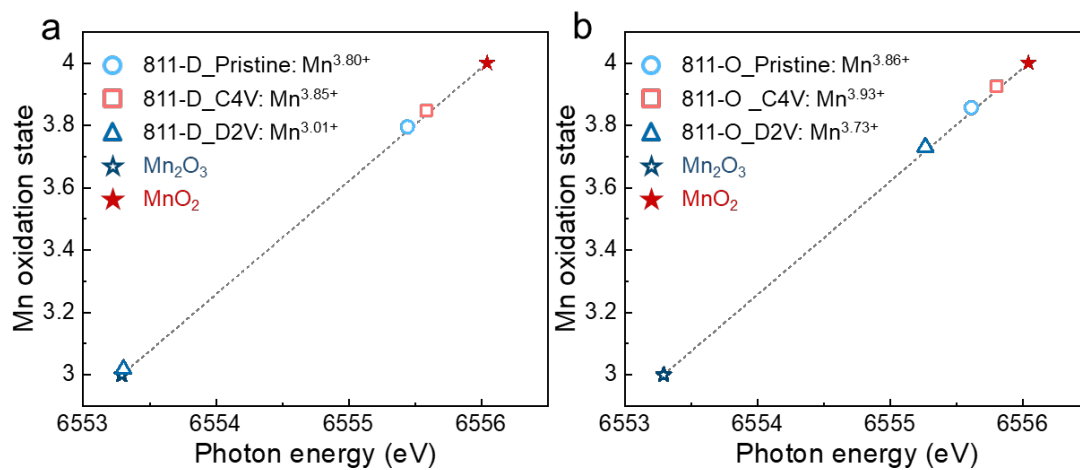 a
811-D_Pristine: Mn3.80+
811-D_C4V: Mn3.85+
811-D_D2V: Mn3.01+
Mn2O3
MnO2
Mn oxidation state
4
3.8
3.6
3.4
3.2
3
6553
6554
6555
6556
Photon energy (eV)
b
811-O_Pristine: Mn3.86+
811-O _C4V: Mn3.93+
811-O_D2V: Mn3.73+
Mn2O3
MnO2
Mn oxidation state
4
3.8
3.6
3.4
3.2
3
6553
6554
6555
6556
Photon energy (eV)